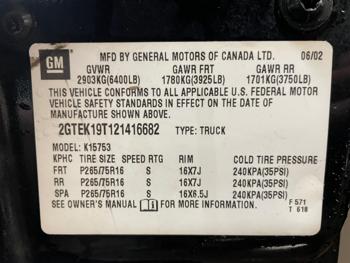 GM
MFD BY GENERAL MOTORS OF CANADA LTD. 06/02
GVWR GAWR FRT GAWR RR
2903KG(6400LB) 1780KG(3925LB) 1701KG(3750LB)
THIS VEHICLE CONFORMS TO ALL APPLICABLE U.S. FEDERAL MOTOR
VEHICLE SAFETY STANDARDS IN EFFECT ON THE DATE OF
MANUFACTURE SHOWN ABOVE.
2GTEK19T121416682 TYPE: TRUCK
MODEL: K15753
KPHC TIRE SIZE SPEED RTG RIM COLD TIRE PRESSURE
FRT P265/75R16 S 16X7J 240KPA(35PSI)
RR P265/75R16 S 16X7J 240KPA(35PSI)
SPA P265/75R16 S 16X6.5J 240KPA(35PSI)
SEE OWNER'S MANUAL FOR MORE INFORMATION. F 571
T 618